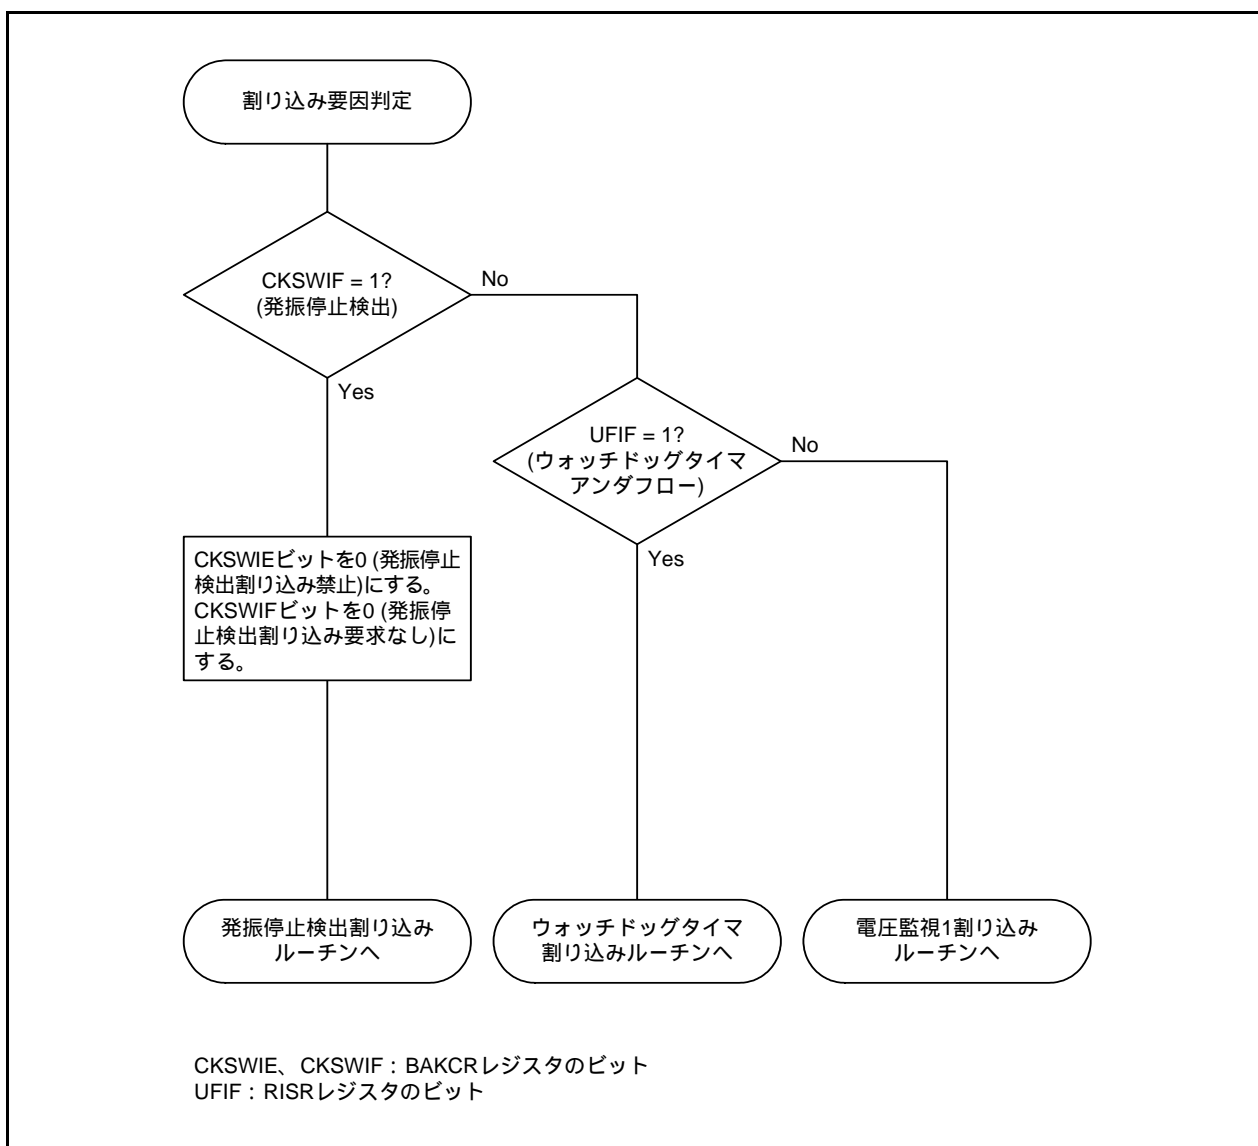 割り込み要因判定
CKSWIF = 1?
(発振停止検出)
No
Yes
UFIF = 1?
(ウォッチドッグタイマ
アンダフロー)
No
Yes
CKSWIEビットを0 (発振停止
検出割り込み禁止)にする。
CKSWIFビットを0 (発振停
止検出割り込み要求なし)に
する。
発振停止検出割り込み
ルーチンへ
ウォッチドッグタイマ
割り込みルーチンへ
電圧監視1割り込み
ルーチンへ
CKSWIE、CKSWIF : BAKCRレジスタのビット
UFIF : RISRレジスタのビット